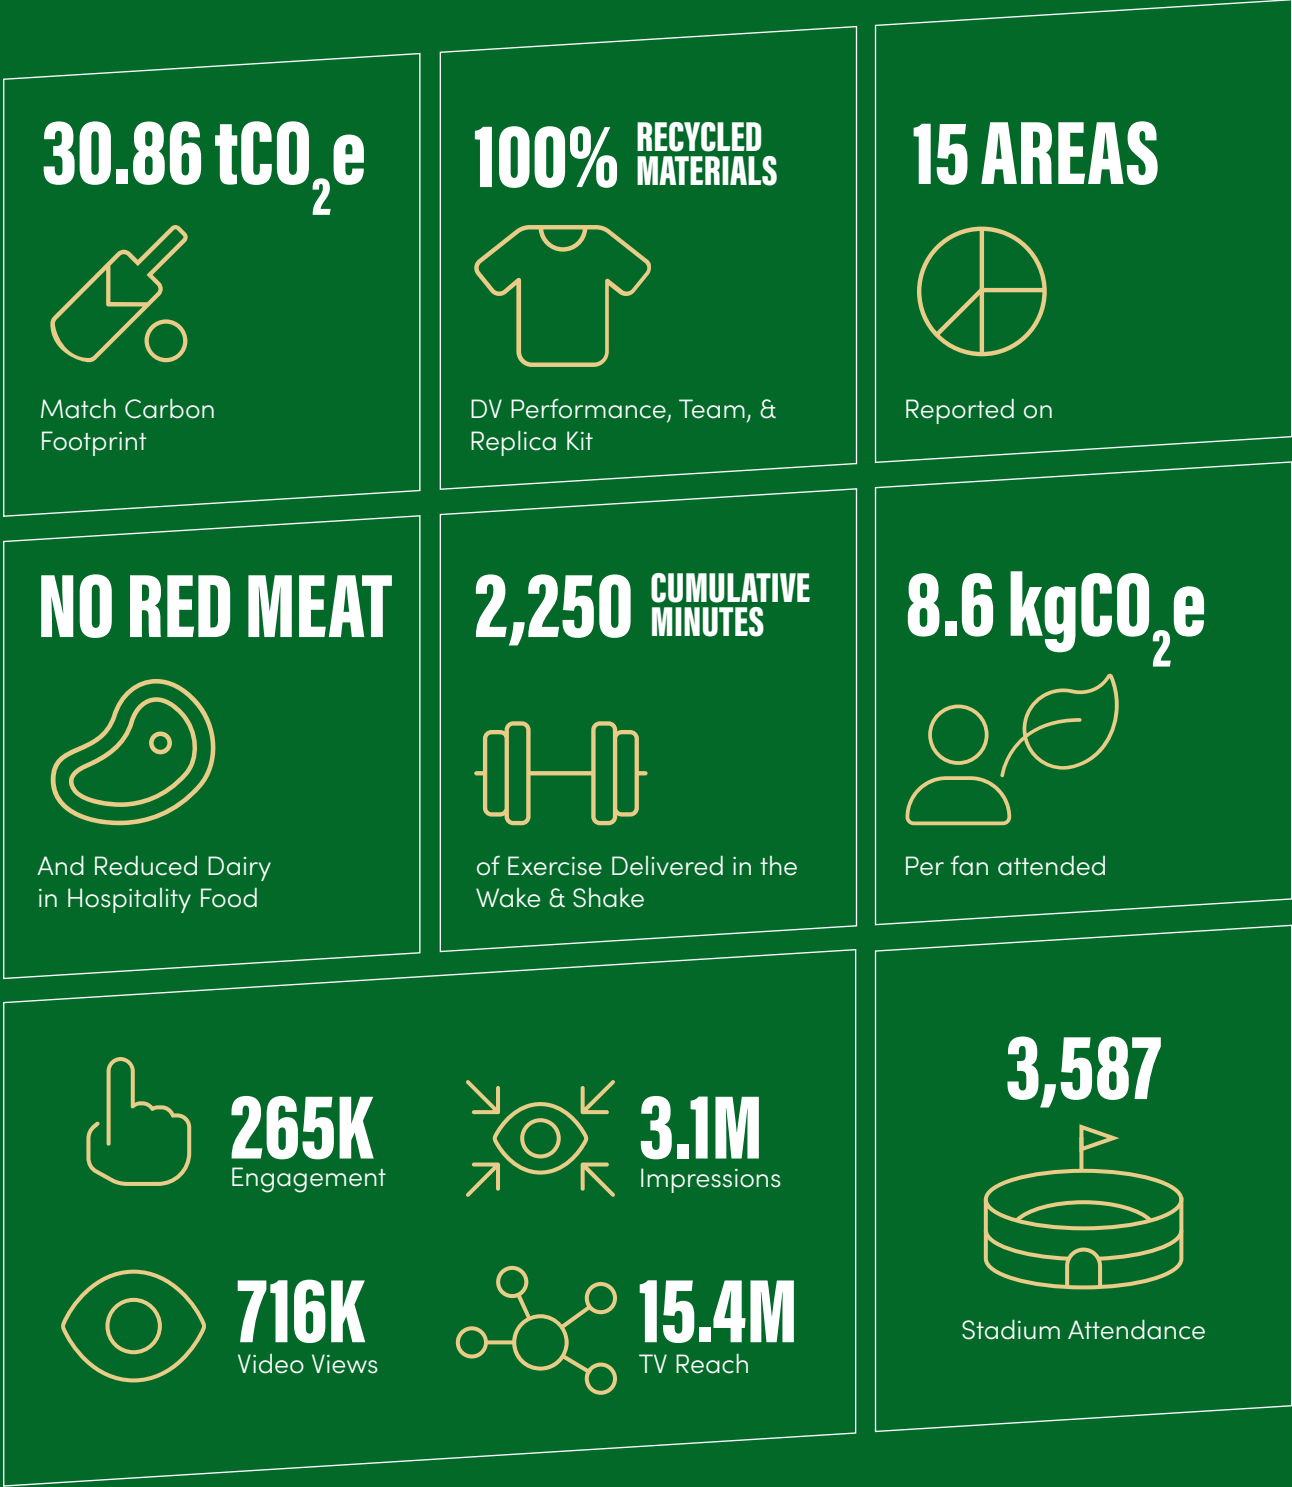 30.86 tCO₂e
Match Carbon
Footprint
100% RECYCLED
MATERIALS
DV Performance, Team, &
Replica Kit
15 AREAS
Reported on
NO RED MEAT
And Reduced Dairy
in Hospitality Food
2,250 CUMULATIVE
MINUTES
of Exercise Delivered in the
Wake & Shake
8.6 kgCO₂e
Per fan attended
265K
Engagement
3.1M
Impressions
716K
Video Views
15.4M
TV Reach
3,587
Stadium Attendance